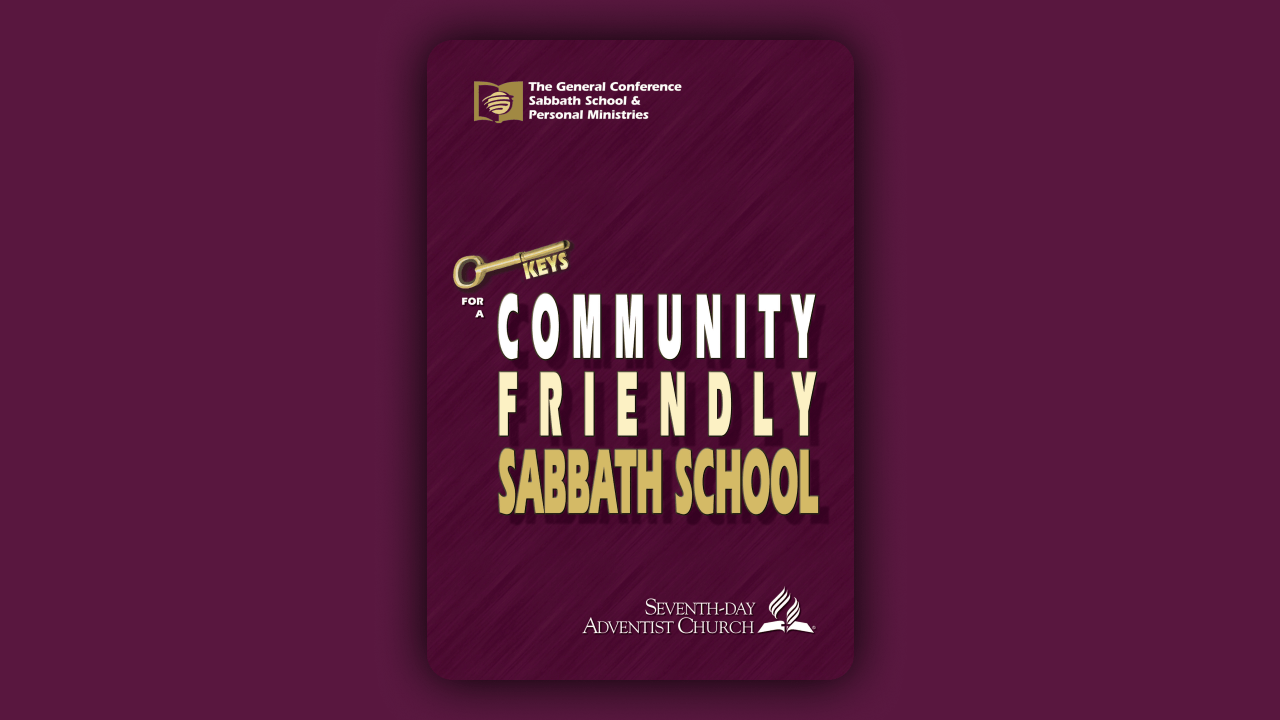 The General Conference
Sabbath School &
Personal Ministries
KEYS
FOR
A
COMMUNITY
FRIENDLY
SABBATH SCHOOL
SEVENTH-DAY
ADVENTIST CHURCH®